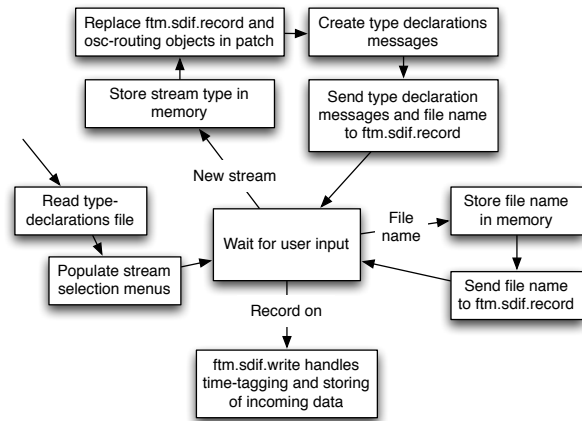 Replace ftm.sdif.record and
osc-routing objects in patch
Create type declarations
messages
Store stream type in
memory
Send type declaration
messages and file name
to ftm.sdif.record
New stream
Read type-
declarations file
Wait for user input
File
name
Store file name
in memory
Populate stream
selection menus
Send file name
to ftm.sdif.record
Record on
ftm.sdif.write handles
time-tagging and storing
of incoming data